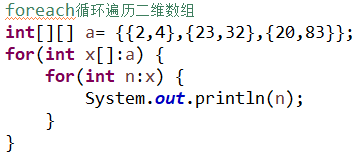 foreach循环遍历二维数组
int[][] a= {{2,4},{23,32},{20,83}};
for(int x[]:a) {
    for(int n:x) {
        System.out.println(n);
    }
}